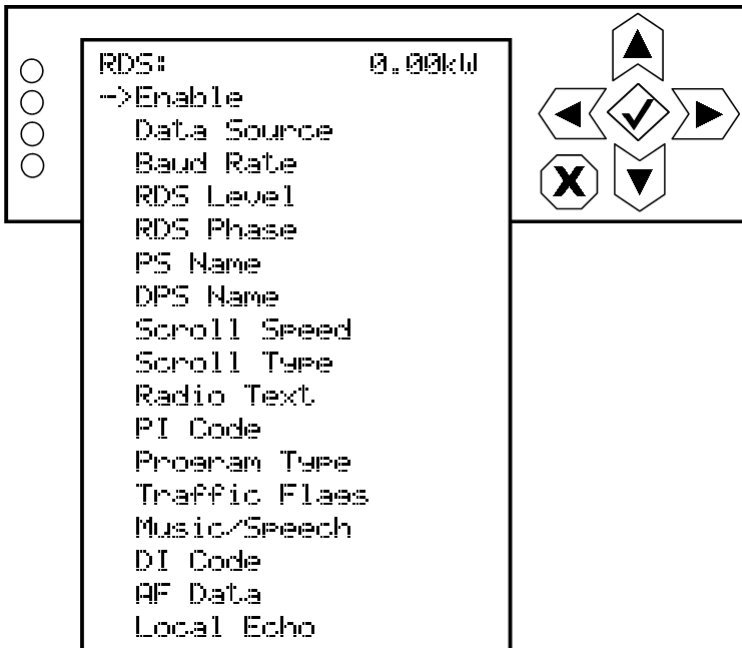 RDS: 0.00kW
-->Enable
Data Source
Baud Rate
RDS Level
RDS Phase
PS Name
DPS Name
Scroll Speed
Scroll Type
Radio Text
PI Code
Program Type
Traffic Flags
Music/Speech
DI Code
AF Data
Local Echo
X